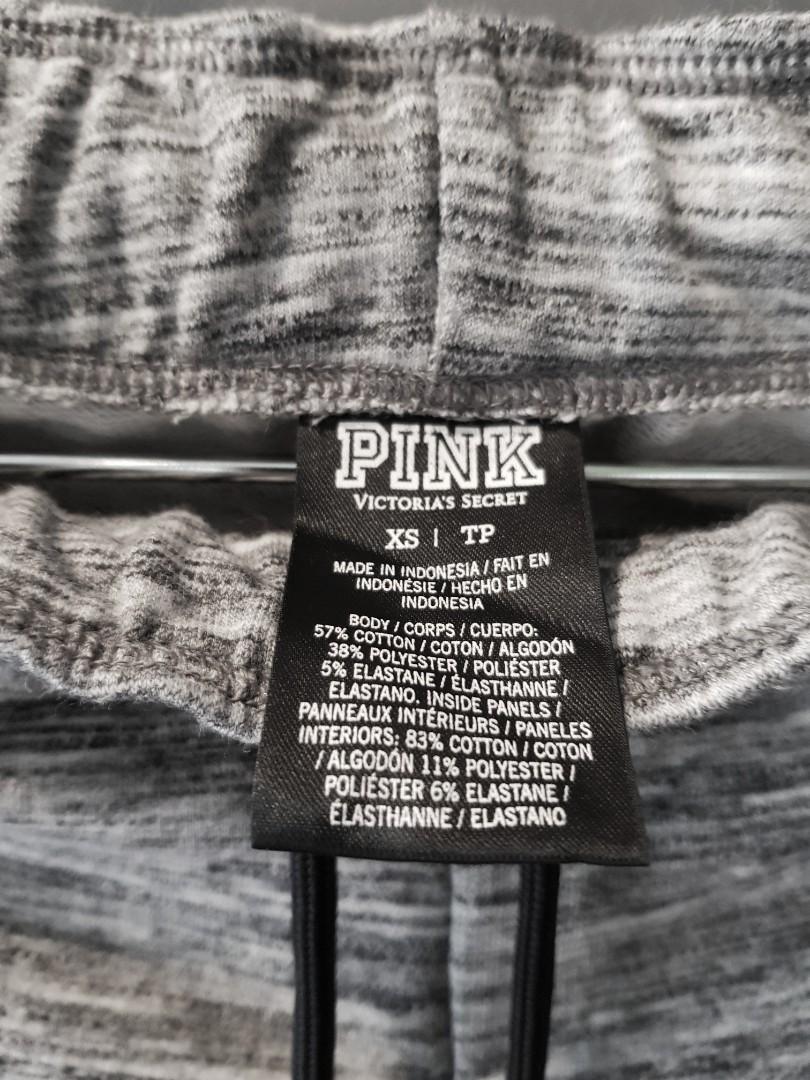 PINK
VICTORIA'S SECRET
XS | TP
MADE IN INDONESIA / FAIT EN
INDONÉSIE / HECHO EN
INDONESIA
BODY / CORPS / CUERPO:
57% COTTON / COTON / ALGODÓN
38% POLYESTER / POLIÉSTER
5% ELASTANE / ÉLASTHANNE /
ELASTANO. INSIDE PANELS /
PANNEAUX INTÉRIEURS / PANELES
INTERIORS: 83% COTTON / COTON
/ ALGODÓN 11% POLYESTER /
POLIÉSTER 6% ELASTANE /
ÉLASTHANNE / ELASTANO